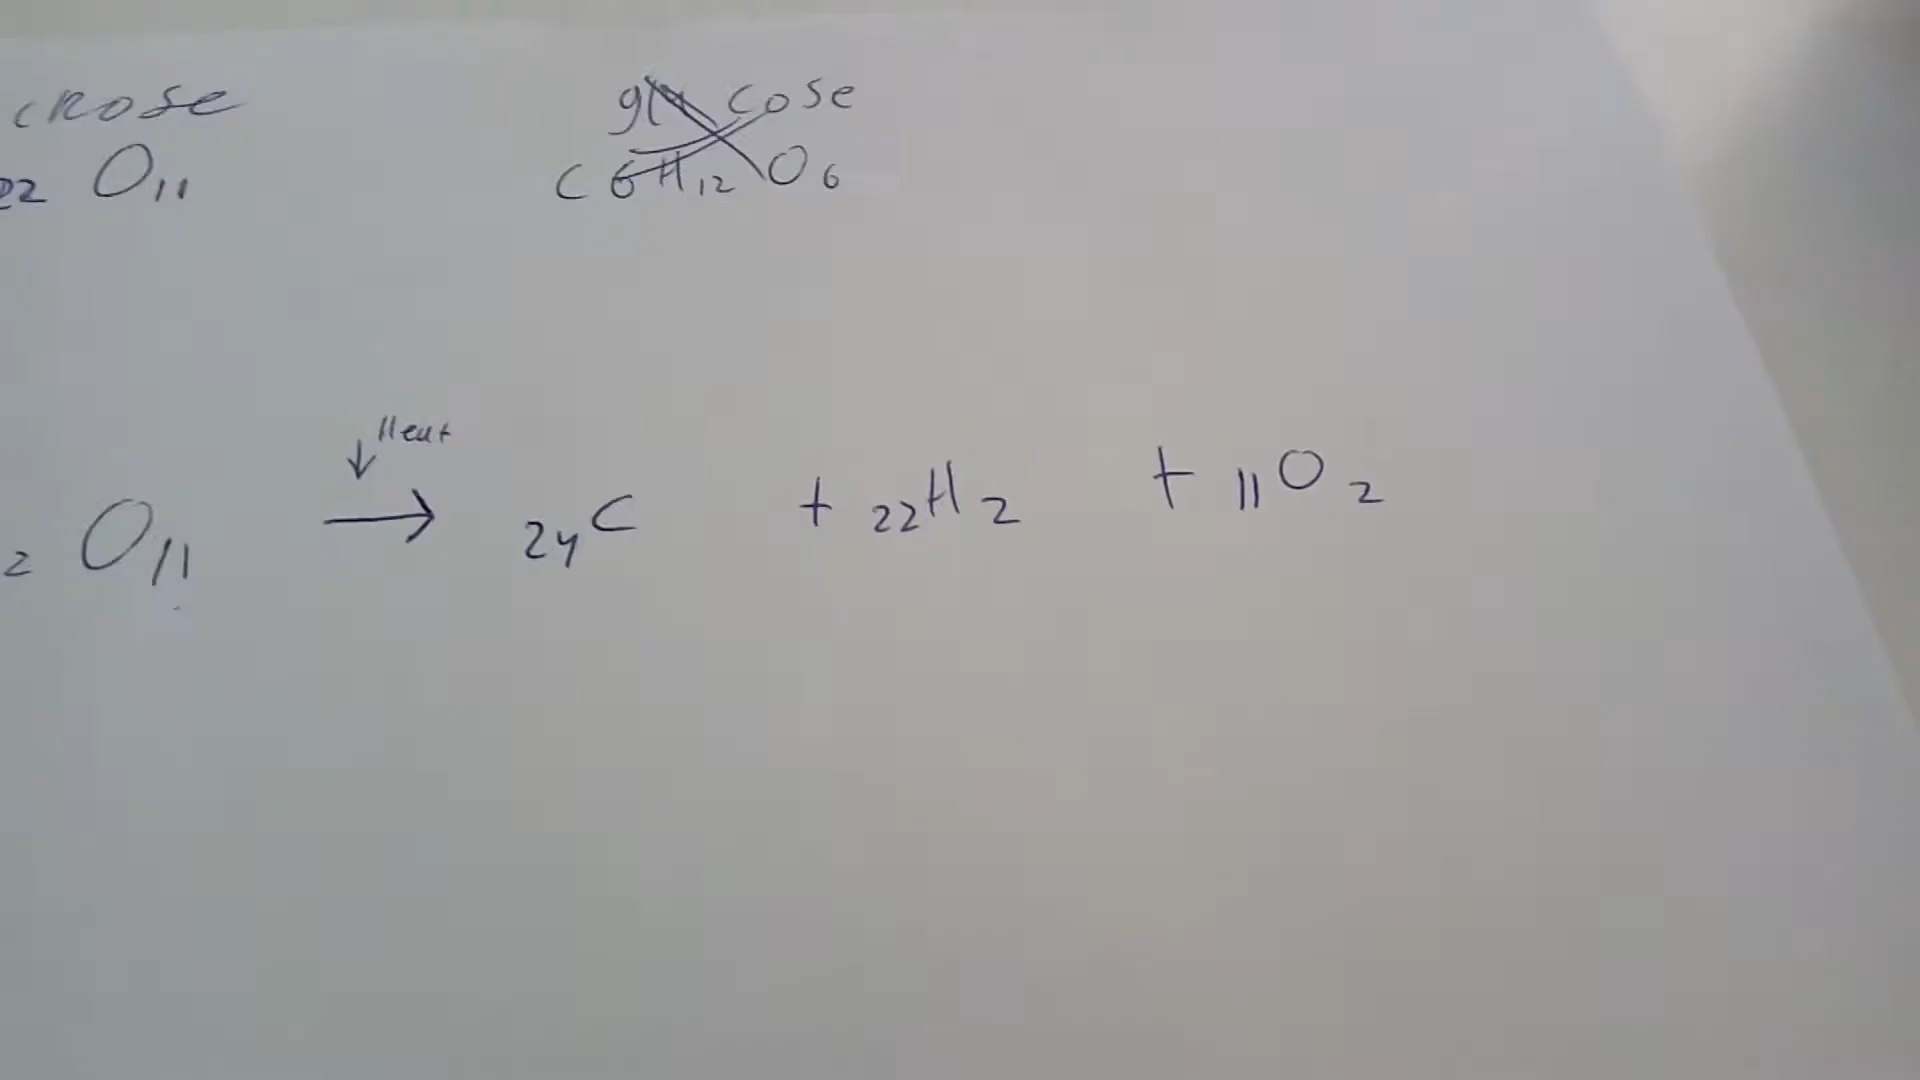 crose glucose
22 O11 C6H12O6
↓ Heat
2 O11 → 24C + 22H2 + 11O2